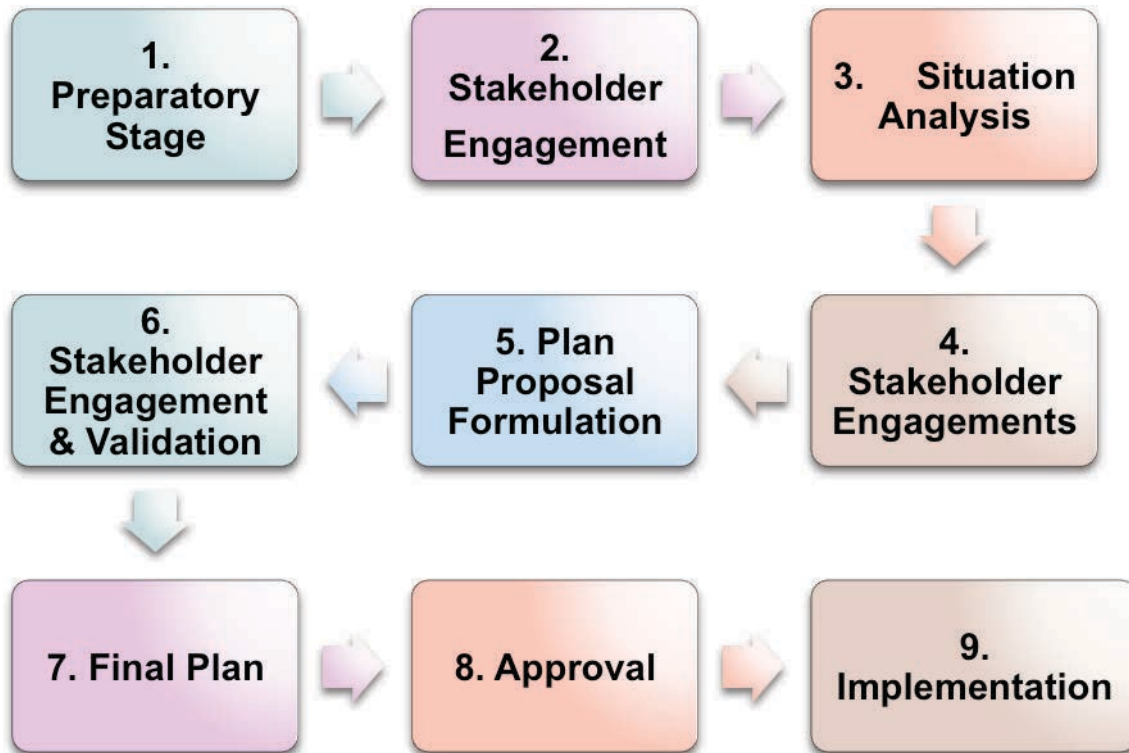 1.
Preparatory
Stage
2.
Stakeholder
Engagement
3. Situation
Analysis
4.
Stakeholder
Engagements
5. Plan
Proposal
Formulation
6.
Stakeholder
Engagement
& Validation
7. Final Plan
8. Approval
9.
Implementation